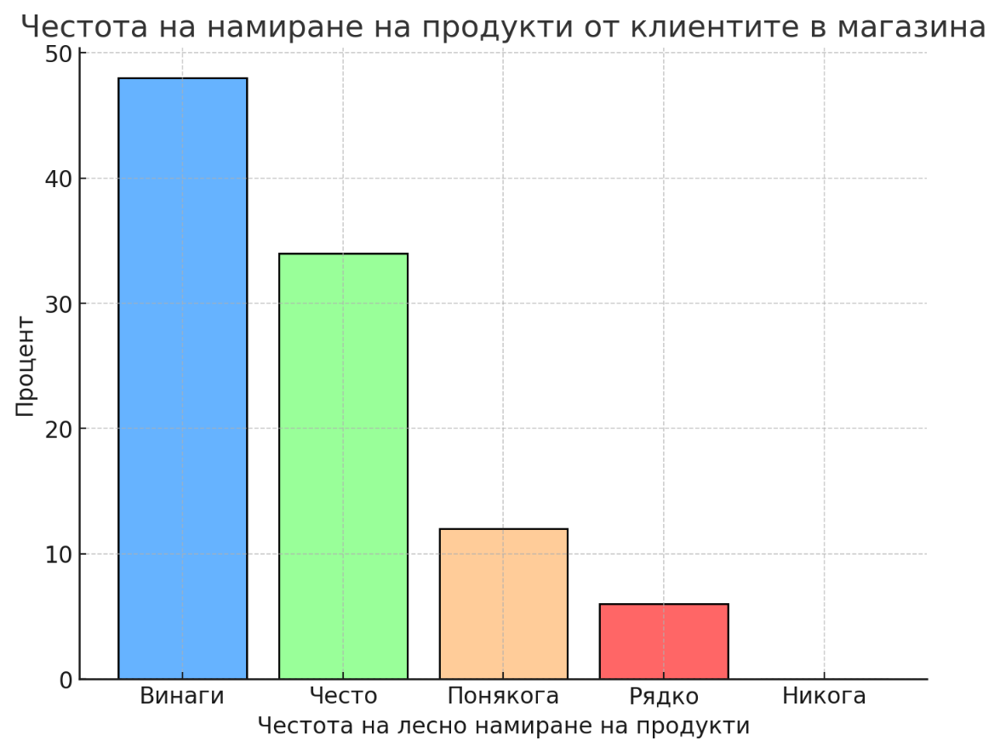 Честота на намиране на продукти от клиентите в магазина
50
40
30
20
10
0
Процент
Винаги Често Понякога Рядко Никога
Честота на лесно намиране на продукти